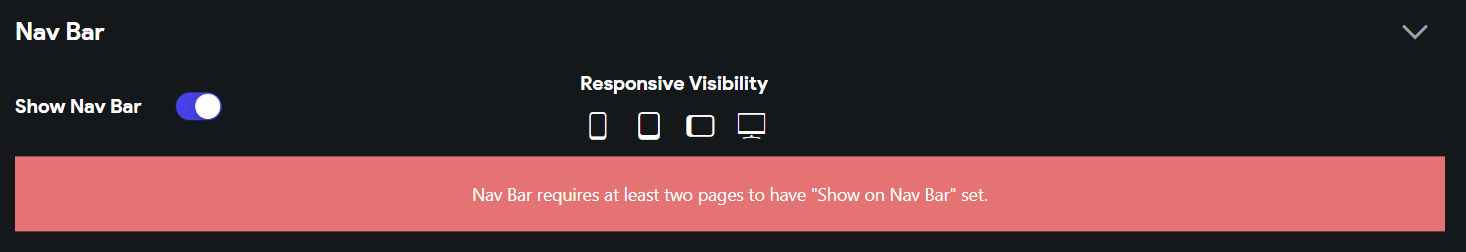 Nav Bar
Responsive Visibility
Show Nav Bar
Nav Bar requires at least two pages to have "Show on Nav Bar" set.